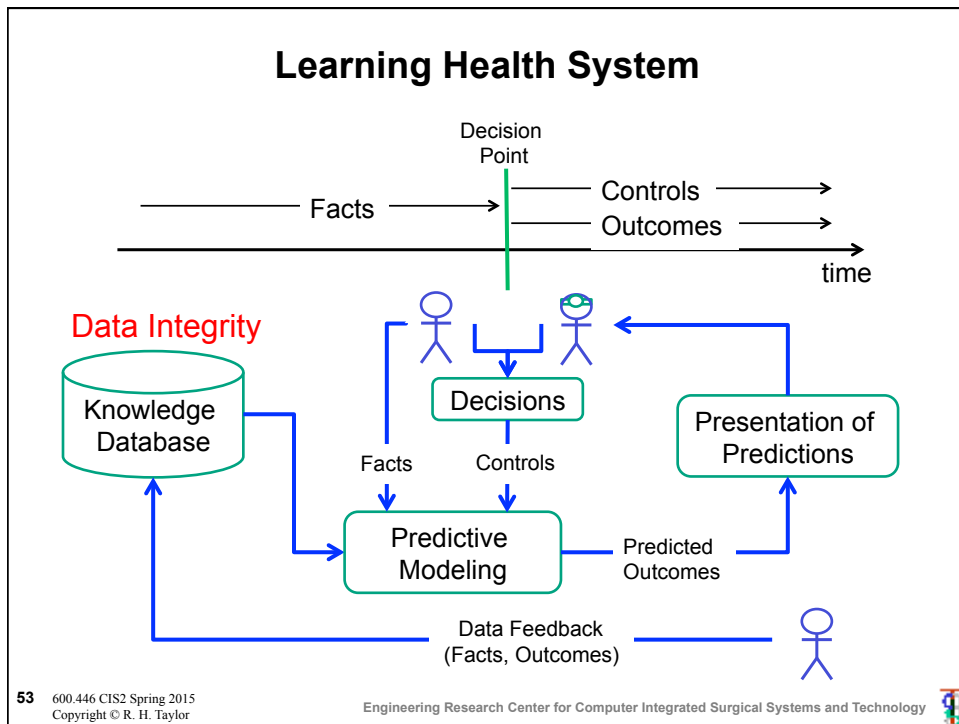 Learning Health System
Decision
Point
Facts
Controls
Outcomes
time
Data Integrity
Knowledge
Database
Decisions
Presentation of
Predictions
Facts
Controls
Predictive
Modeling
Predicted
Outcomes
Data Feedback
(Facts, Outcomes)
53 600.446 CIS2 Spring 2015
Copyright © R. H. Taylor
Engineering Research Center for Computer Integrated Surgical Systems and Technology